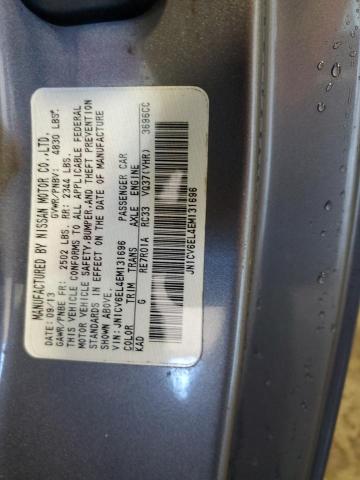 MANUFACTURED BY NISSAN MOTOR CO.,LTD.
DATE: 09/13 GVWR/PNBV: 4830 LBS.
GAWR/PNBE FR: 2502 LBS. RR: 2344 LBS.
THIS VEHICLE CONFORMS TO ALL APPLICABLE FEDERAL
MOTOR VEHICLE SAFETY,BUMPER,AND THEFT PREVENTION
STANDARDS IN EFFECT ON THE DATE OF MANUFACTURE
SHOWN ABOVE.
VIN: JN1CV6EL4EM131696 PASSENGER CAR
COLOR TRIM TRANS AXLE ENGINE
KAD G RE7R01A RC33 VQ37(VHR) 3696CC
JN1CV6EL4EM131696